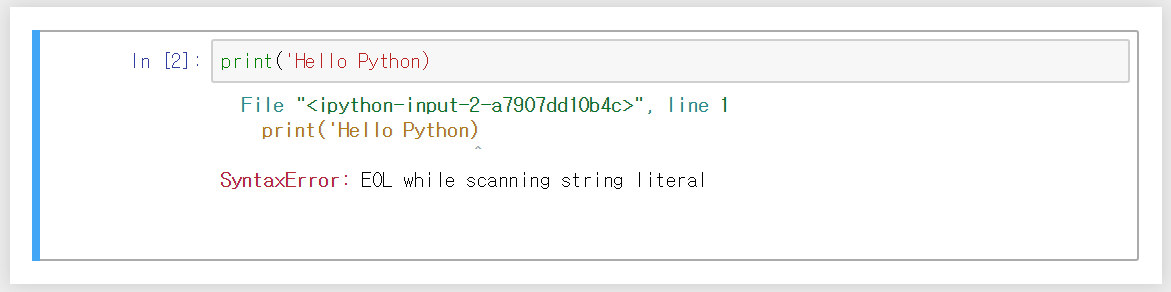 In [2]: print('Hello Python)
File "<ipython-input-2-a7907dd10b4c>", line 1
print('Hello Python)
^
SyntaxError: EOL while scanning string literal